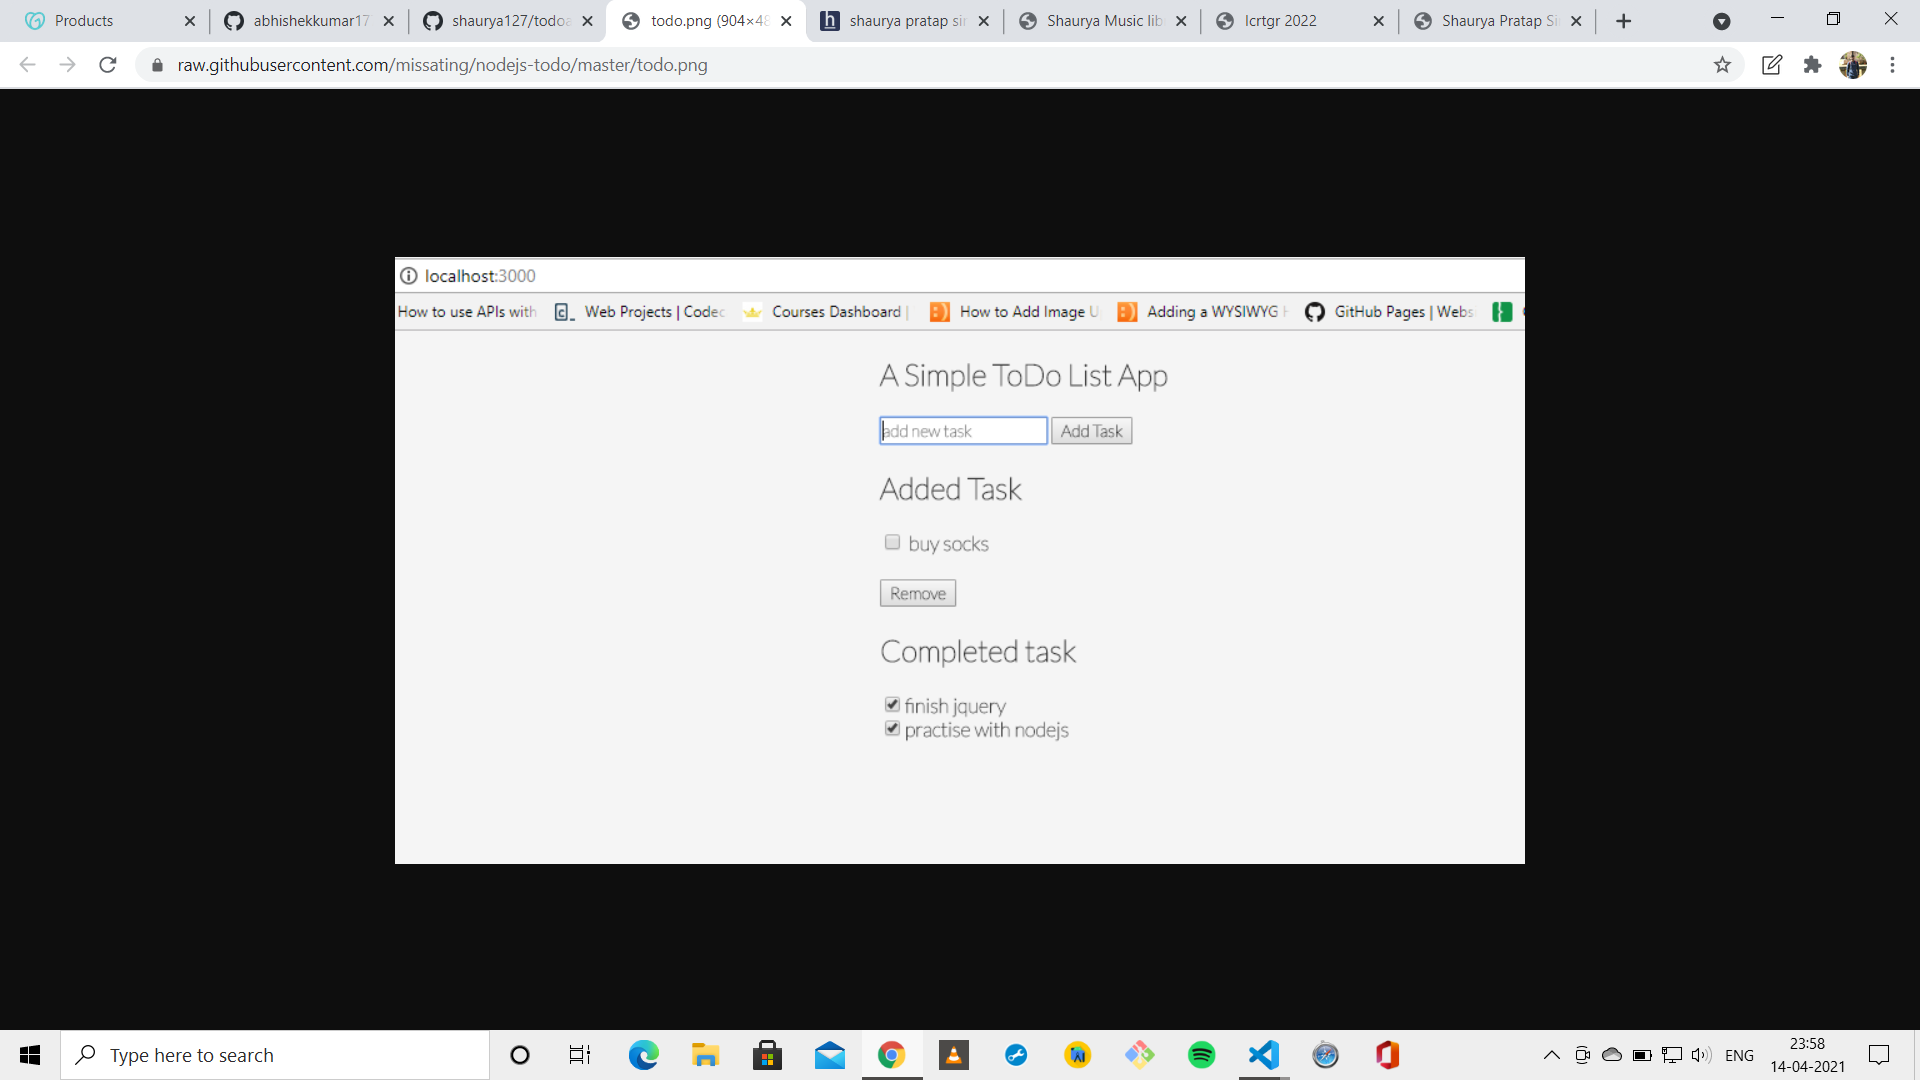 Products
abhishekkumar17
shaurya127/todoa
todo.png (904×48
shaurya pratap sin
Shaurya Music lib
Icrtgr 2022
Shaurya Pratap Si
raw.githubusercontent.com/missating/nodejs-todo/master/todo.png
localhost:3000
How to use APIs with
Web Projects | Codec
Courses Dashboard |
How to Add Image U
Adding a WYSIWYG
GitHub Pages | Webs
A Simple ToDo List App
add new task
Add Task
Added Task
buy socks
Remove
Completed task
finish jquery
practise with nodejs
Type here to search
ENG
23:58
14-04-2021